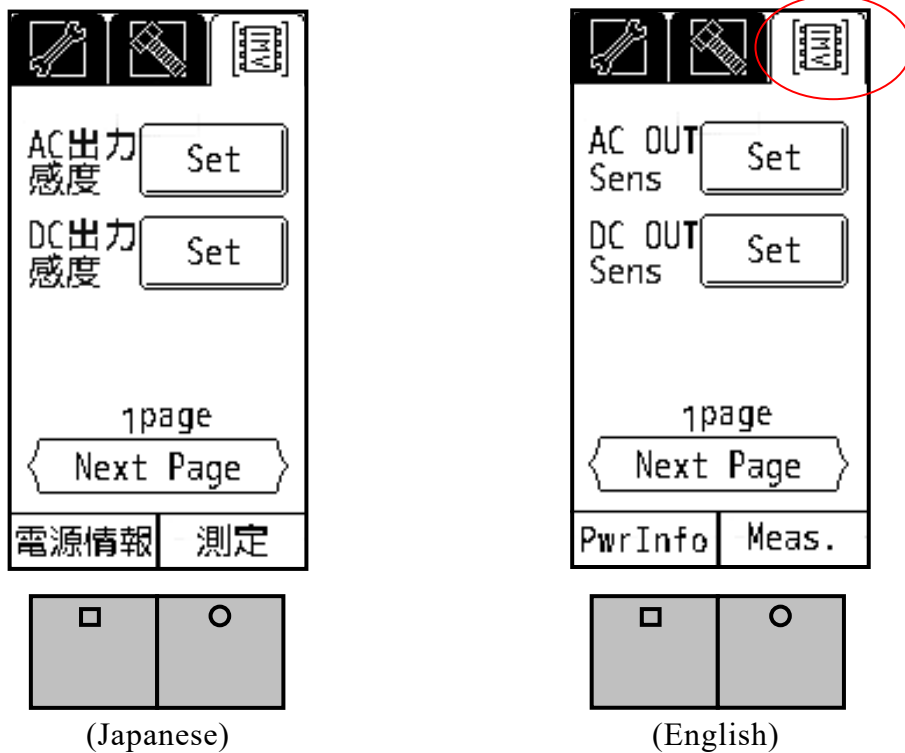 AC出力
感度
Set
DC出力
感度
Set
1page
Next Page
電源情報
測定
(Japanese)
AC OUT
Sens
Set
DC OUT
Sens
Set
1page
Next Page
PwrInfo
Meas.
(English)